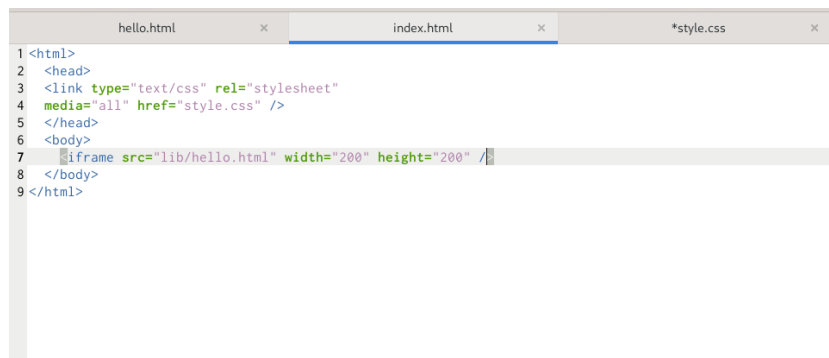 hello.html × index.html × *style.css ×
1 <html>
2 <head>
3 <link type="text/css" rel="stylesheet"
4 media="all" href="style.css" />
5 </head>
6 <body>
7 <iframe src="lib/hello.html" width="200" height="200" />
8 </body>
9 </html>